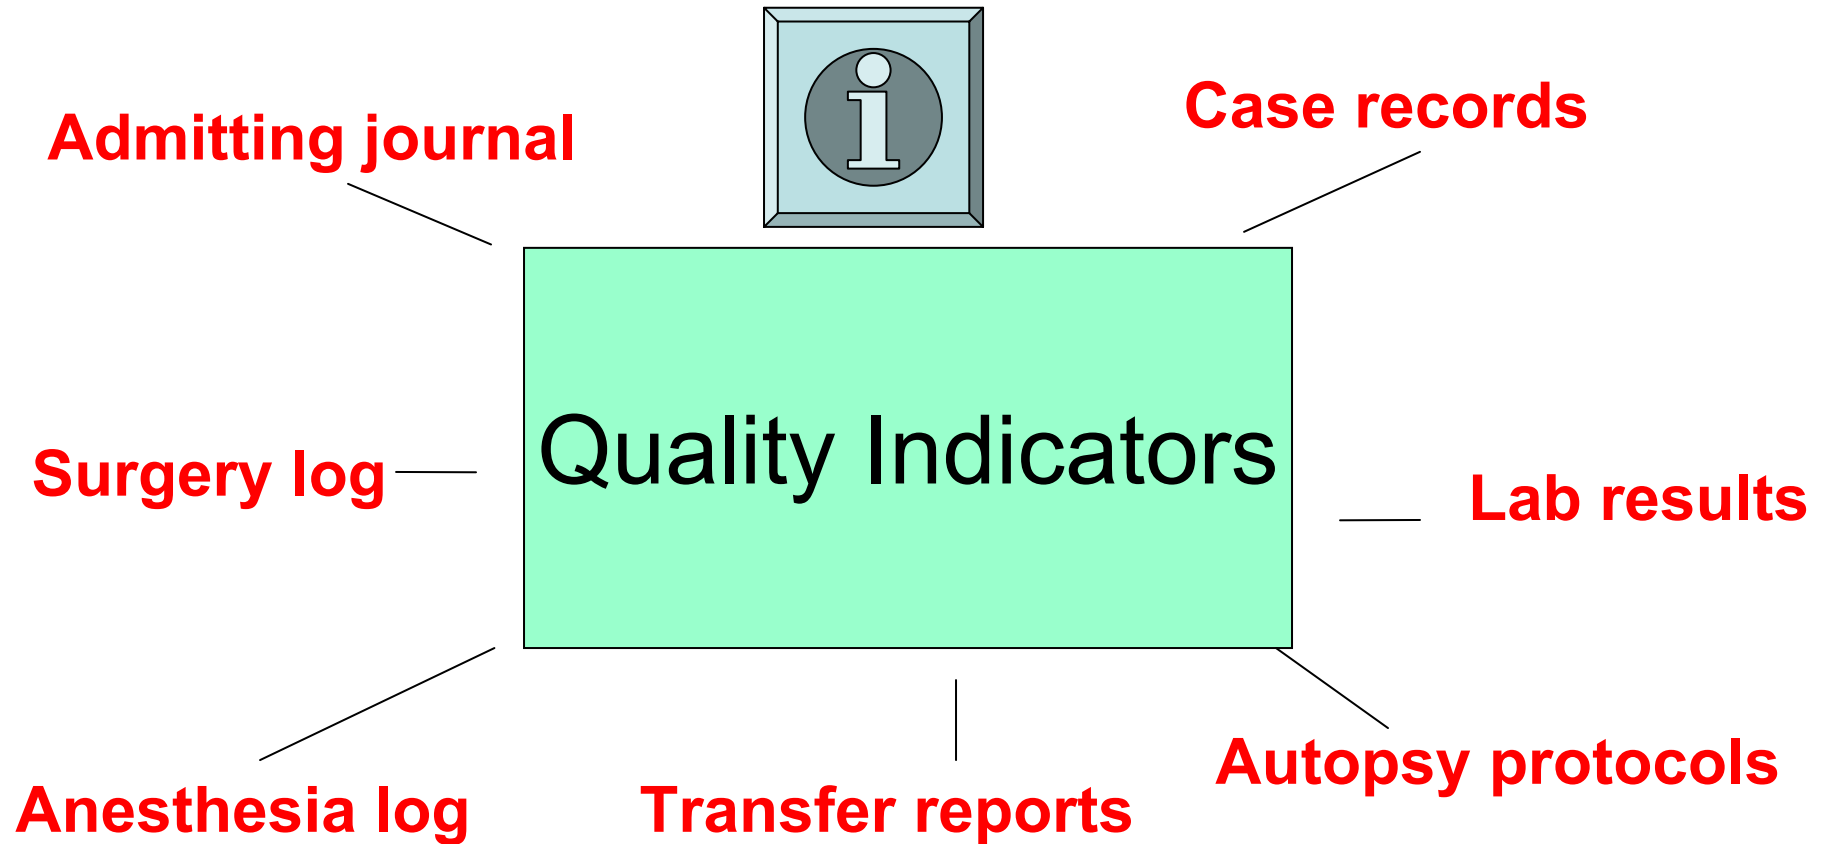 Admitting journal
Case records
Quality Indicators
Surgery log
Lab results
Anesthesia log
Transfer reports
Autopsy protocols